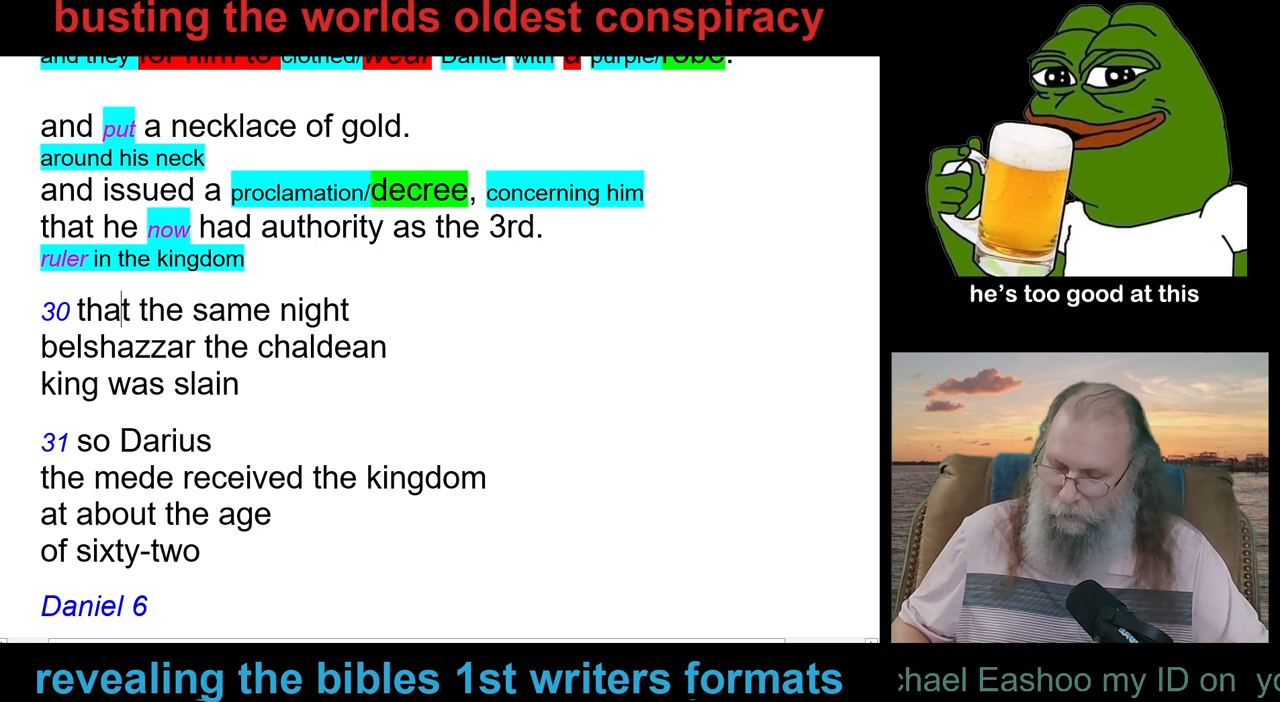 busting the worlds oldest conspiracy
and they for him to clothed/wear Daniel with a purple/robe.
and put a necklace of gold.
around his neck
and issued a proclamation/decree, concerning him
that he now had authority as the 3rd.
ruler in the kingdom
30 that the same night
belshazzar the chaldean
king was slain
31 so Darius
the mede received the kingdom
at about the age
of sixty-two
Daniel 6
he's too good at this
revealing the bibles 1st writers formats
chael Eashoo my ID on yo